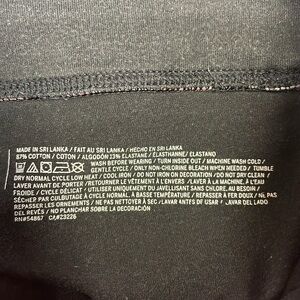 MADE IN SRI LANKA / FAIT AU SRI LANKA / HECHO EN SRI LANKA
87% COTTON / COTON / ALGODÓN 13% ELASTANE / ÉLASTHANNE / ELASTANO
WASH BEFORE WEARING / TURN INSIDE OUT / MACHINE WASH COLD /
GENTLE CYCLE / ONLY NON-CHLORINE BLEACH WHEN NEEDED / TUMBLE
DRY NORMAL CYCLE LOW HEAT / COOL IRON / DO NOT IRON ON DECORATION / DO NOT DRY CLEAN /
LAVER AVANT DE PORTER / RETOURNER LE VÊTEMENT À L'ENVERS / LAVER À LA MACHINE, À L'EAU
FROIDE / CYCLE DÉLICAT / UTILISER UNIQUEMENT DU JAVELLISANT SANS CHLORE, AU BESOIN /
SÉCHER PAR CULBUTAGE À CYCLE NORMAL À BASSE TEMPÉRATURE / REPASSER À FER DOUX / NE PAS
REPASSER LES ORNEMENTS / NE PAS NETTOYER À SEC / LAVAR ANTES DE USAR / LAVAR DEL LADO
DEL REVÉS / NO PLANCHAR SOBRE LA DECORACIÓN
RN#54867 CA#23226